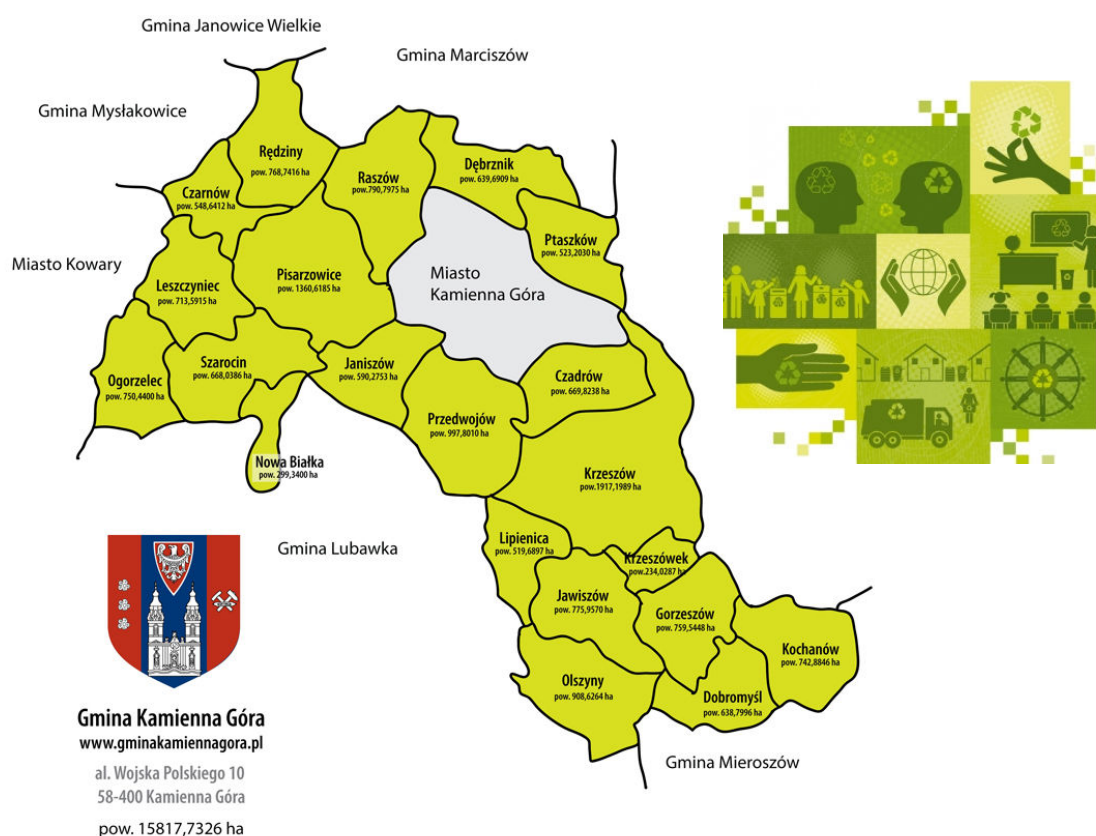 Gmina Janowice Wielkie
Gmina Marciszów
Gmina Mysłakowice
Rędziny
pow. 768,7416 ha
Raszów
pow.790,7975 ha
Dębrznik
pow. 639,6909 ha
Czarnów
pow. 548,6412 ha
Ptaszków
pow. 523,2030 ha
Miasto Kowary
Leszczyniec
pow. 713,5915 ha
Pisarzowice
pow. 1360,6185 ha
Miasto
Kamienna Góra
Ogorzelec
pow. 750,4400 ha
Szarocin
pow. 668,0386 ha
Janiszów
pow. 590,2753 ha
Czadrów
pow. 669,8238 ha
Przedwojów
pow. 997,8010 ha
Nowa Białka
pow. 299,3400 ha
Krzeszów
pow.1917,1989 ha
Gmina Lubawka
Lipienica
pow. 519,6897 ha
Krzeszówek
pow.234,0287 ha
Jawiszów
pow. 775,9570 ha
Gorzeszów
pow. 759,5448 ha
Kochanów
pow. 742,8846 ha
Olszyny
pow. 908,6264 ha
Dobromyśl
pow. 638,7996 ha
Gmina Mieroszów
Gmina Kamienna Góra
www.gminakamiennagora.pl
al. Wojska Polskiego 10
58-400 Kamienna Góra
pow. 15817,7326 ha